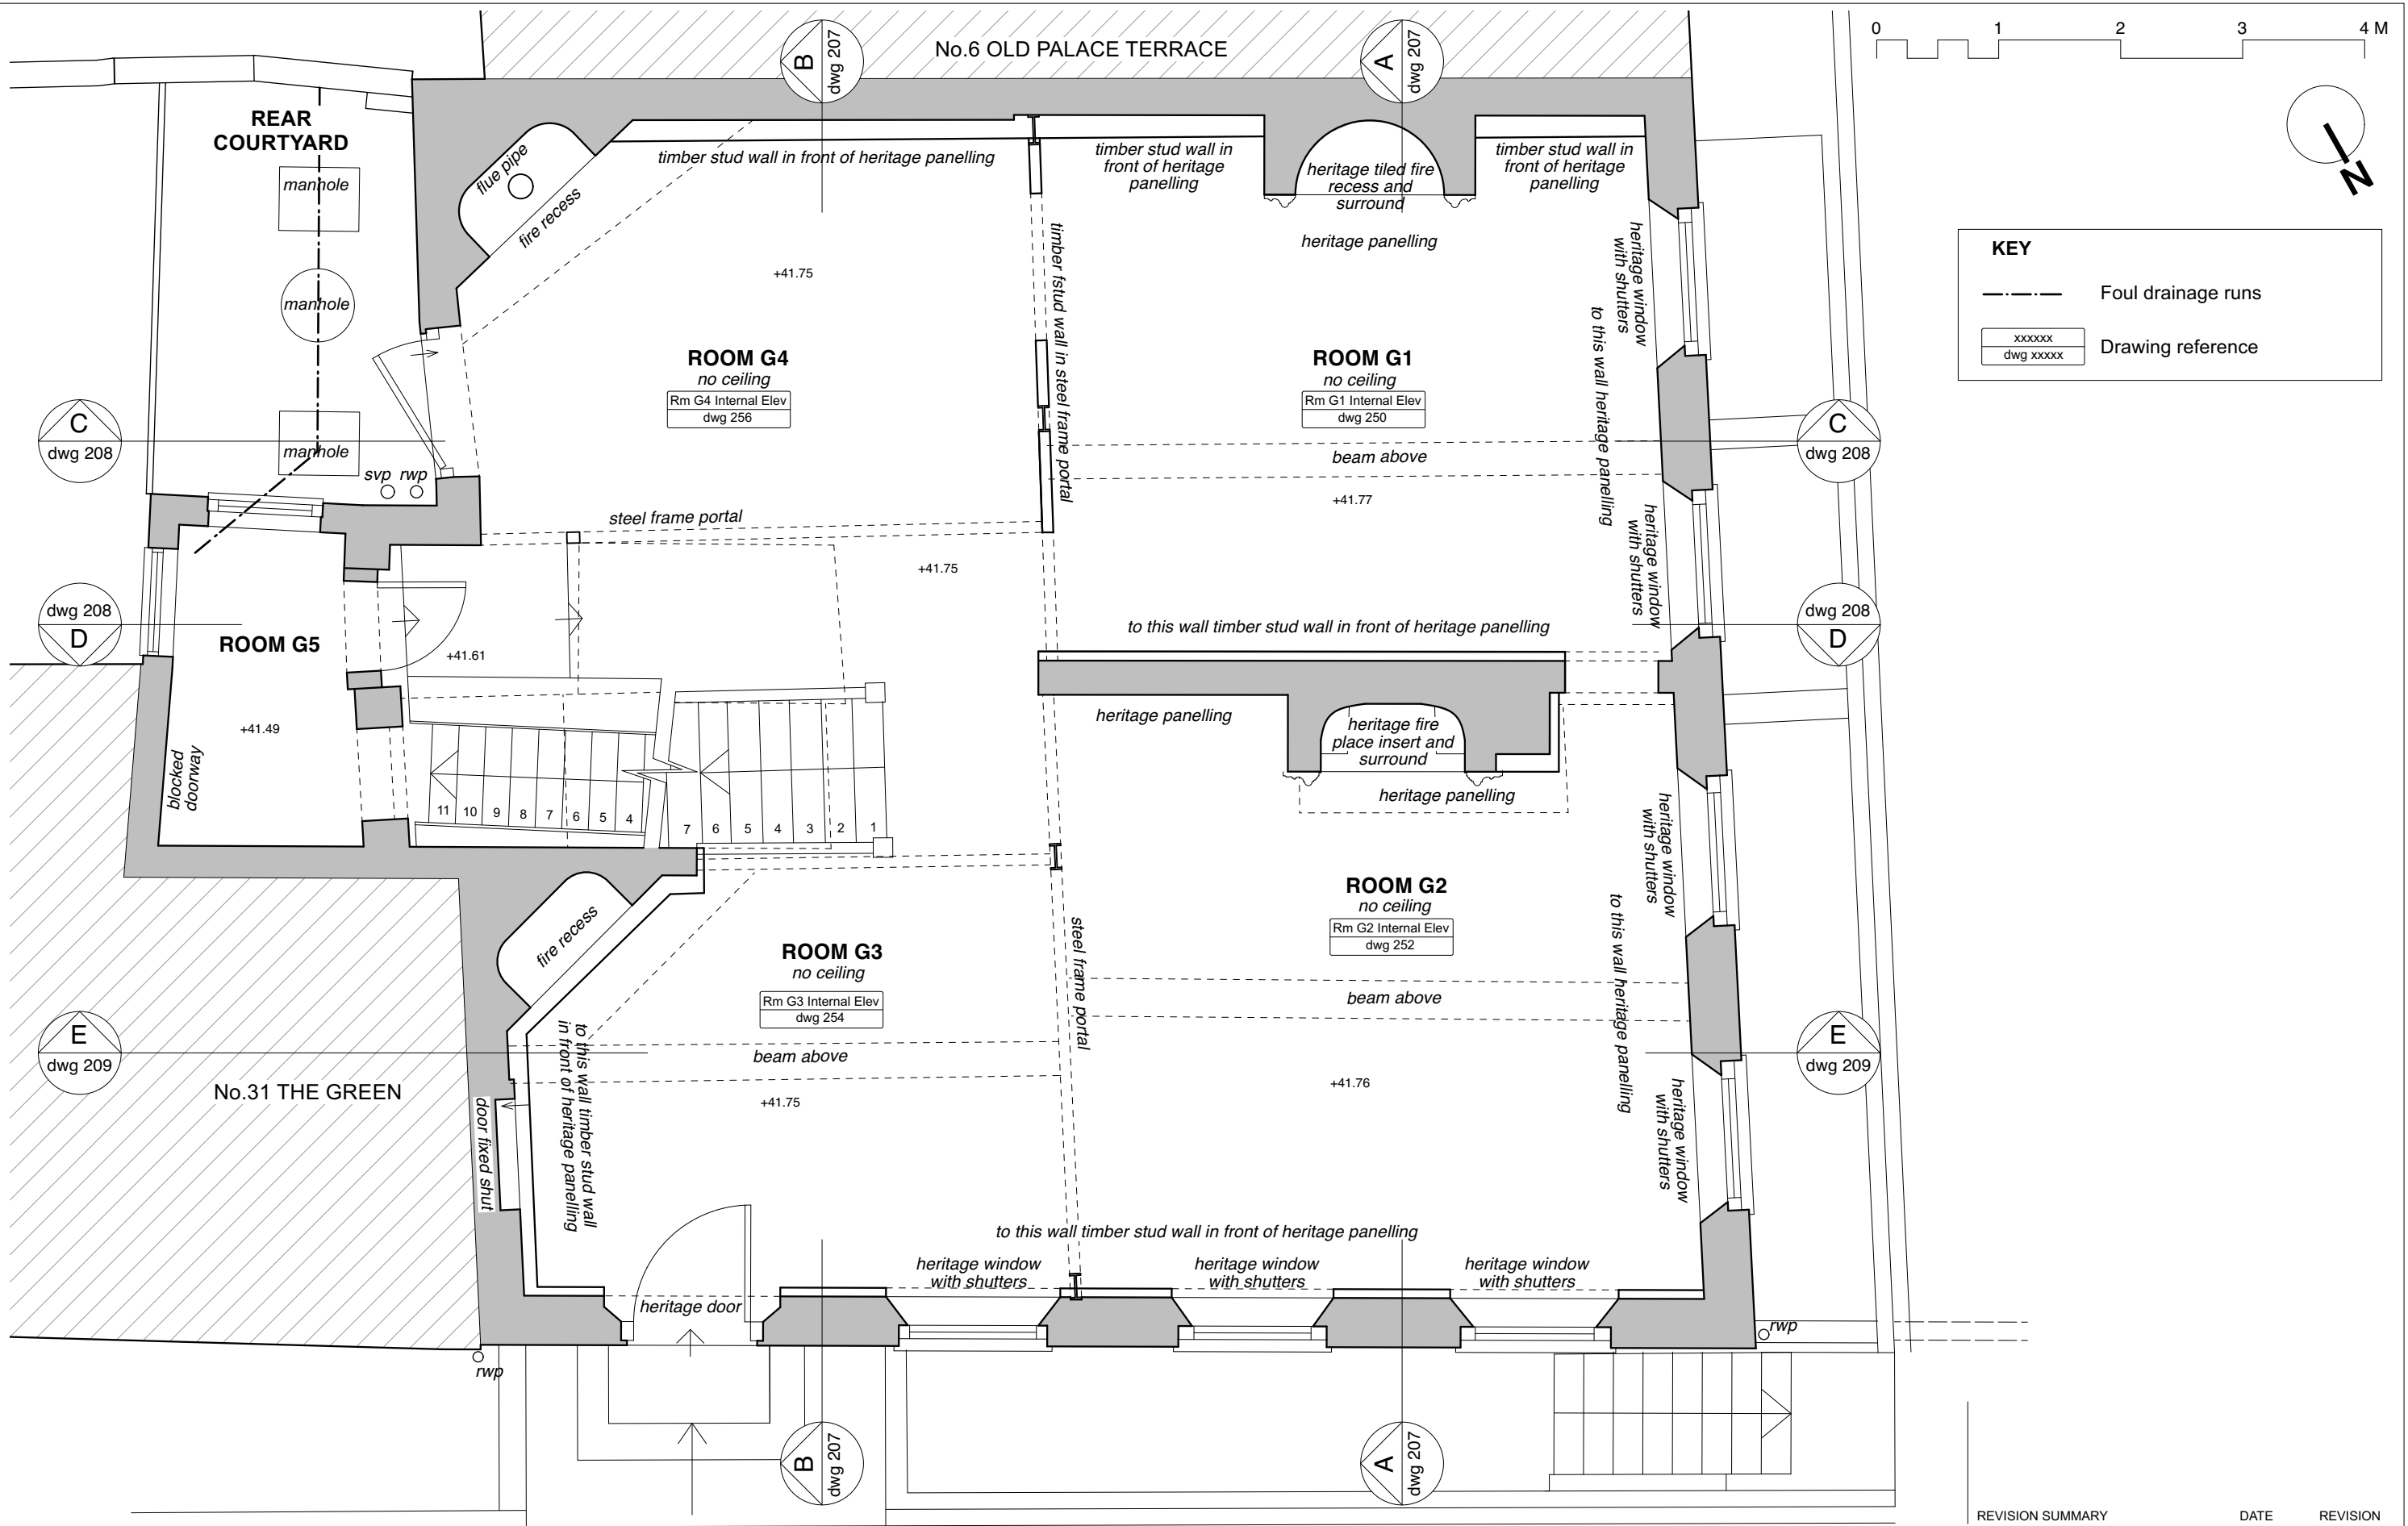 No.6 OLD PALACE TERRACE
B
dwg 207
A
dwg 207
0 1 2 3 4 M
N
KEY
Foul drainage runs
xxxxxx
dwg xxxxx
Drawing reference
REAR
COURTYARD
manhole
manhole
manhole
svp rwp
flue pipe
fire recess
timber stud wall in front of heritage panelling
timber stud wall in
front of heritage
panelling
heritage tiled fire
recess and
surround
timber stud wall in
front of heritage
panelling
heritage panelling
+41.75
timber fstud wall in steel frame portal
heritage window
with shutters
to this wall heritage panelling
ROOM G4
no ceiling
Rm G4 Internal Elev
dwg 256
ROOM G1
no ceiling
Rm G1 Internal Elev
dwg 250
C
dwg 208
C
dwg 208
beam above
+41.77
steel frame portal
+41.75
heritage window
with shutters
dwg 208
D
dwg 208
D
ROOM G5
+41.61
to this wall timber stud wall in front of heritage panelling
+41.49
blocked
doorway
heritage panelling
heritage fire
place insert and
surround
heritage panelling
11 10 9 8 7 6 5 4
7 6 5 4 3 2 1
heritage window
with shutters
to this wall heritage panelling
ROOM G2
no ceiling
Rm G2 Internal Elev
dwg 252
fire recess
ROOM G3
no ceiling
Rm G3 Internal Elev
dwg 254
steel frame portal
beam above
beam above
E
dwg 209
E
dwg 209
No.31 THE GREEN
door fixed shut
to this wall timber stud wall
in front of heritage panelling
+41.75
+41.76
heritage window
with shutters
to this wall timber stud wall in front of heritage panelling
heritage window
with shutters
heritage window
with shutters
heritage window
with shutters
heritage door
rwp
rwp
B
dwg 207
A
dwg 207
REVISION SUMMARY DATE REVISION